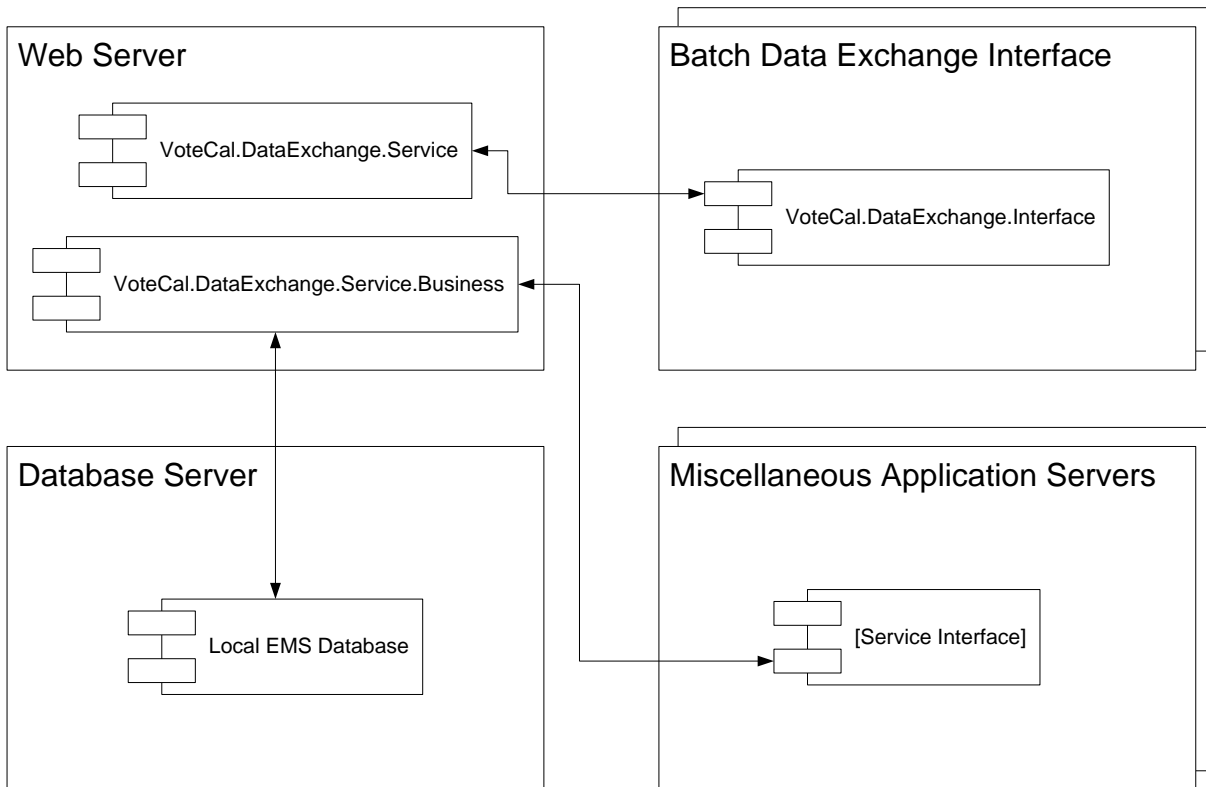 Web Server
VoteCal.DataExchange.Service
VoteCal.DataExchange.Service.Business
Batch Data Exchange Interface
VoteCal.DataExchange.Interface
Database Server
Local EMS Database
Miscellaneous Application Servers
[Service Interface]